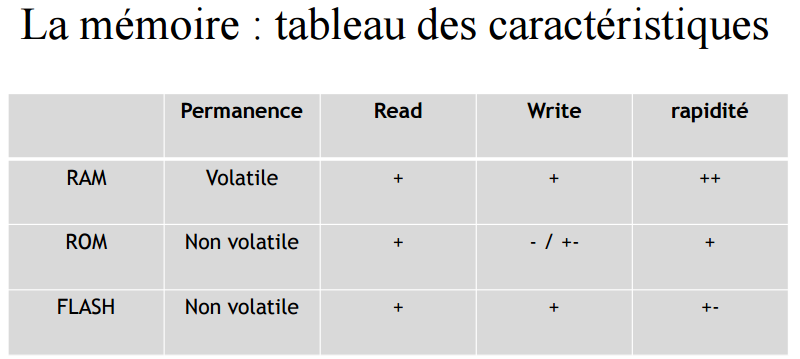 La mémoire : tableau des caractéristiques
Permanence Read Write rapidité
RAM Volatile + + ++
ROM Non volatile + - / +- +
FLASH Non volatile + + +-